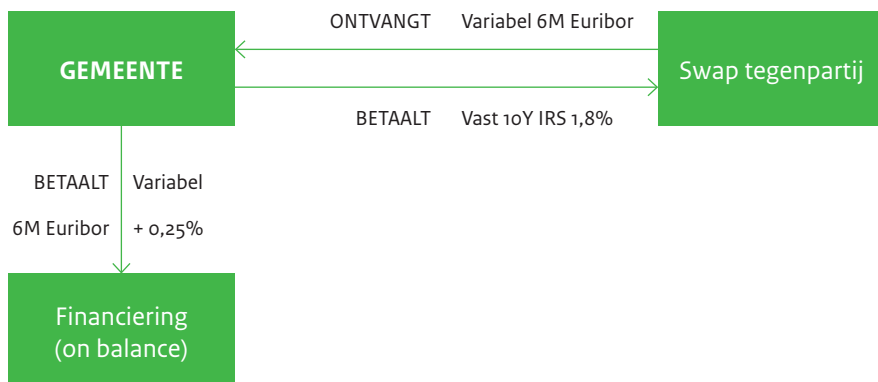 ONTVANGT Variabel 6M Euribor
GEMEENTE
Swap tegenpartij
BETAALT Vast 10Y IRS 1,8%
BETAALT Variabel
6M Euribor + 0,25%
Financiering
(on balance)